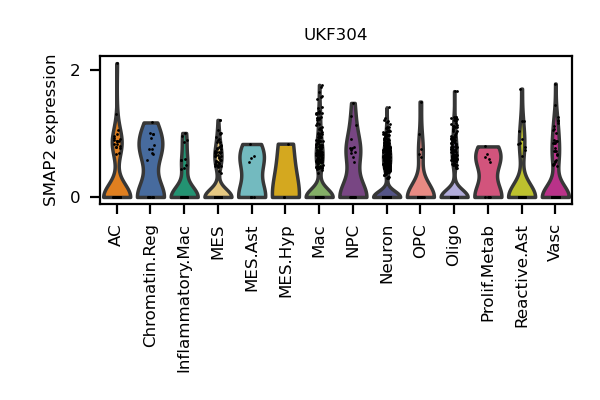 UKF304
SMAP2 expression
2
0
AC
Chromatin.Reg
Inflammatory.Mac
MES
MES.Ast
MES.Hyp
Mac
NPC
Neuron
OPC
Oligo
Prolif.Metab
Reactive.Ast
Vasc